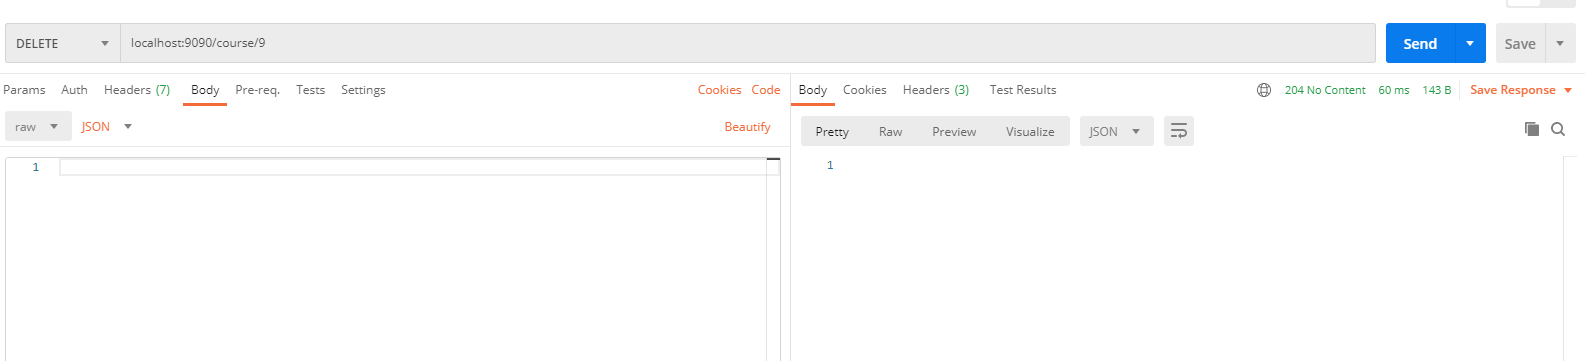 DELETE localhost:9090/course/9 Send Save
Params Auth Headers (7) Body Pre-req. Tests Settings Cookies Code
Body Cookies Headers (3) Test Results 204 No Content 60 ms 143 B Save Response
raw JSON Beautify
Pretty Raw Preview Visualize JSON
1
1